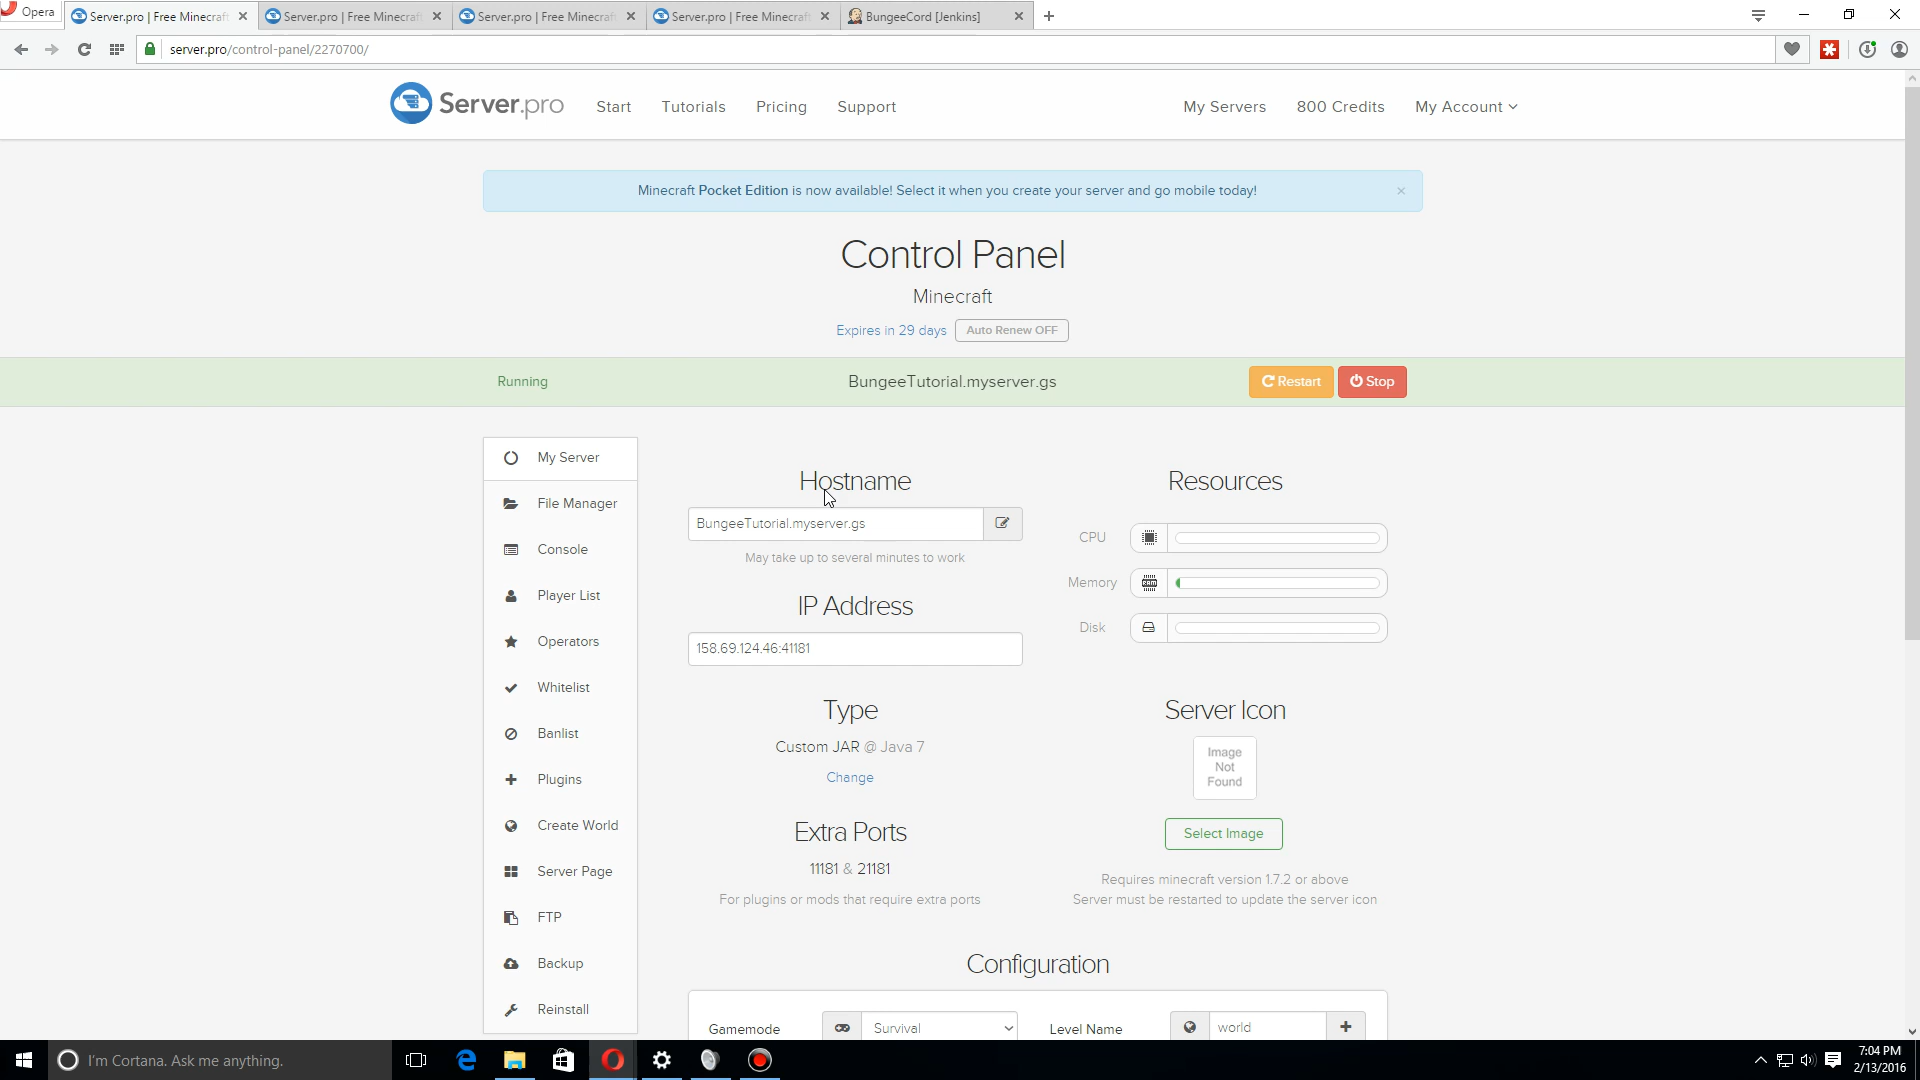 Opera
Server.pro | Free Minecraft
Server.pro | Free Minecraft
Server.pro | Free Minecraft
Server.pro | Free Minecraft
BungeeCord [Jenkins]
server.pro/control-panel/2270700/
Server.pro
Start
Tutorials
Pricing
Support
My Servers
800 Credits
My Account
Minecraft Pocket Edition is now available! Select it when you create your server and go mobile today!
Control Panel
Minecraft
Expires in 29 days
Auto Renew OFF
Running
BungeeTutorial.myserver.gs
Restart
Stop
My Server
File Manager
Console
Player List
Operators
Whitelist
Banlist
Plugins
Create World
Server Page
FTP
Backup
Reinstall
Hostname
BungeeTutorial.myserver.gs
May take up to several minutes to work
IP Address
158.69.124.46:41181
Type
Custom JAR @ Java 7
Change
Extra Ports
11181 & 21181
For plugins or mods that require extra ports
Resources
CPU
Memory
RAM
Disk
Server Icon
Image
Not
Found
Select Image
Requires minecraft version 1.7.2 or above
Server must be restarted to update the server icon
Configuration
Gamemode
Survival
Level Name
world
I'm Cortana. Ask me anything.
7:04 PM
2/13/2016